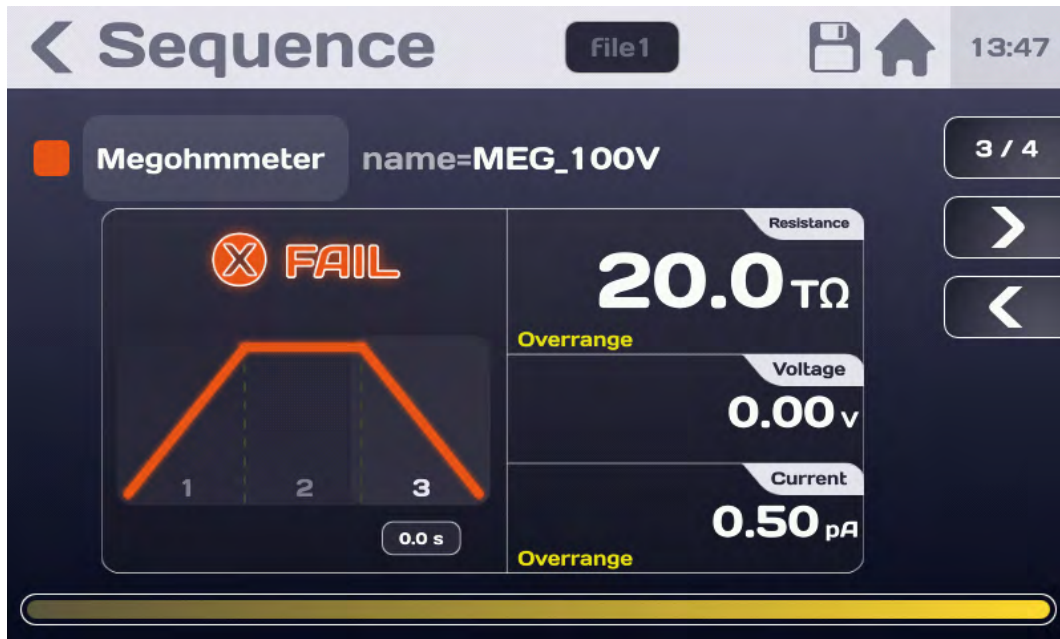 Sequence File1 13:47
Megohmmeter name=MEG_100V 3 / 4
X FAIL
Resistance
20.0 TΩ
Overrange
Voltage
0.00 V
1 2 3
Current
0.50 pA
0.0 s
Overrange